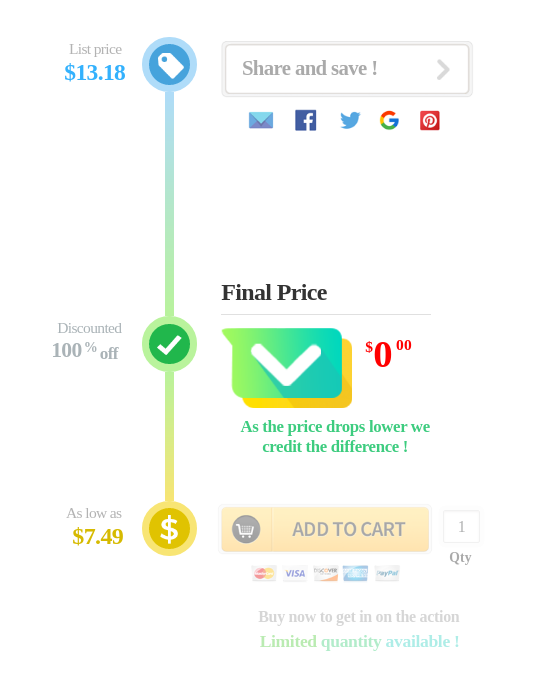 List price
$13.18
Share and save !
Final Price
Discounted
100 % off
$0 00
As the price drops lower we
credit the difference !
As low as
$7.49
$
ADD TO CART
1
Qty
VISA
DISCOVER
PayPal
Buy now to get in on the action
Limited quantity available !